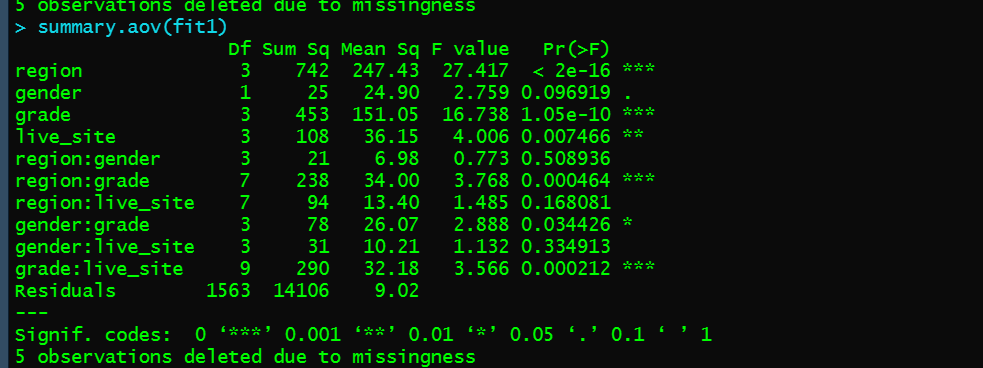 5 observations deleted due to missingness
> summary.aov(fit1)
Df Sum Sq Mean Sq F value Pr(>F)
region 3 742 247.43 27.417 < 2e-16 ***
gender 1 25 24.90 2.759 0.096919 .
grade 3 453 151.05 16.738 1.05e-10 ***
live_site 3 108 36.15 4.006 0.007466 **
region:gender 3 21 6.98 0.773 0.508936
region:grade 7 238 34.00 3.768 0.000464 ***
region:live_site 7 94 13.40 1.485 0.168081
gender:grade 3 78 26.07 2.888 0.034426 *
gender:live_site 3 31 10.21 1.132 0.334913
grade:live_site 9 290 32.18 3.566 0.000212 ***
Residuals 1563 14106 9.02
---
Signif. codes: 0 ‘***’ 0.001 ‘**’ 0.01 ‘*’ 0.05 ‘.’ 0.1 ‘ ’ 1
5 observations deleted due to missingness